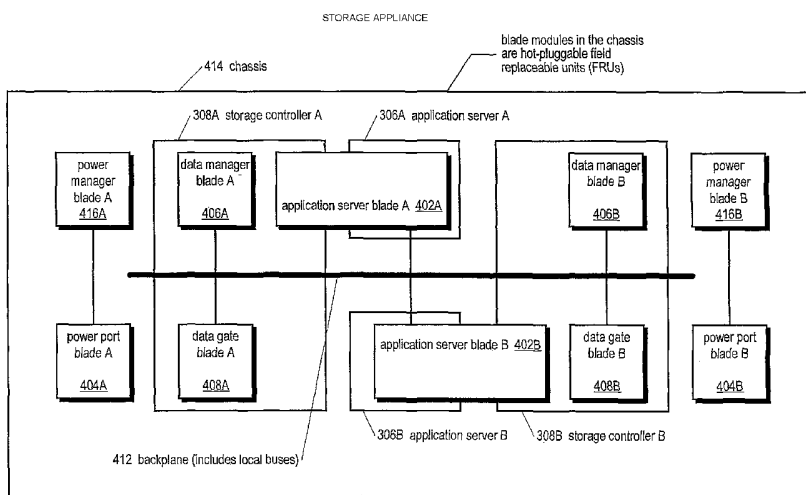 STORAGE APPLIANCE
blade modules in the chassis
are hot-pluggable field
replaceable units (FRUs)
414 chassis
308A storage controller A
306A application server A
power
manager
blade A
416A
data manager
blade A
406A
application server blade A 402A
data manager
blade B
406B
power
manager
blade B
416B
power port
blade A
404A
data gate
blade A
408A
application server blade B 402B
data gate
blade B
408B
power port
blade B
404B
306B application server B
308B storage controller B
412 backplane (includes local buses)